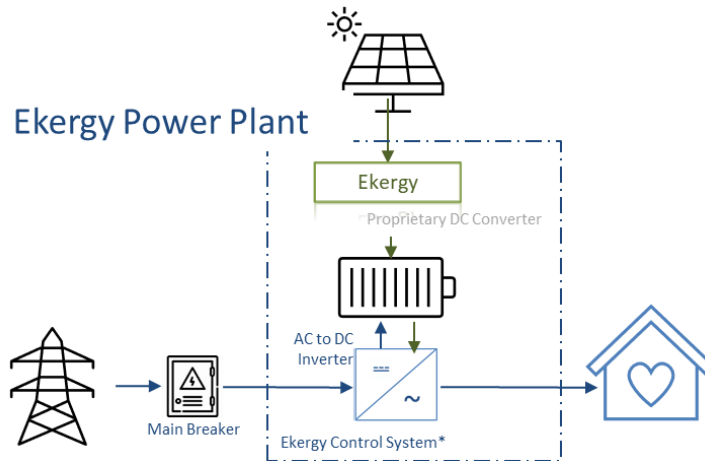 Ekergy Power Plant
Ekergy
Proprietary DC Converter
AC to DC
Inverter
Main Breaker
Ekergy Control System*